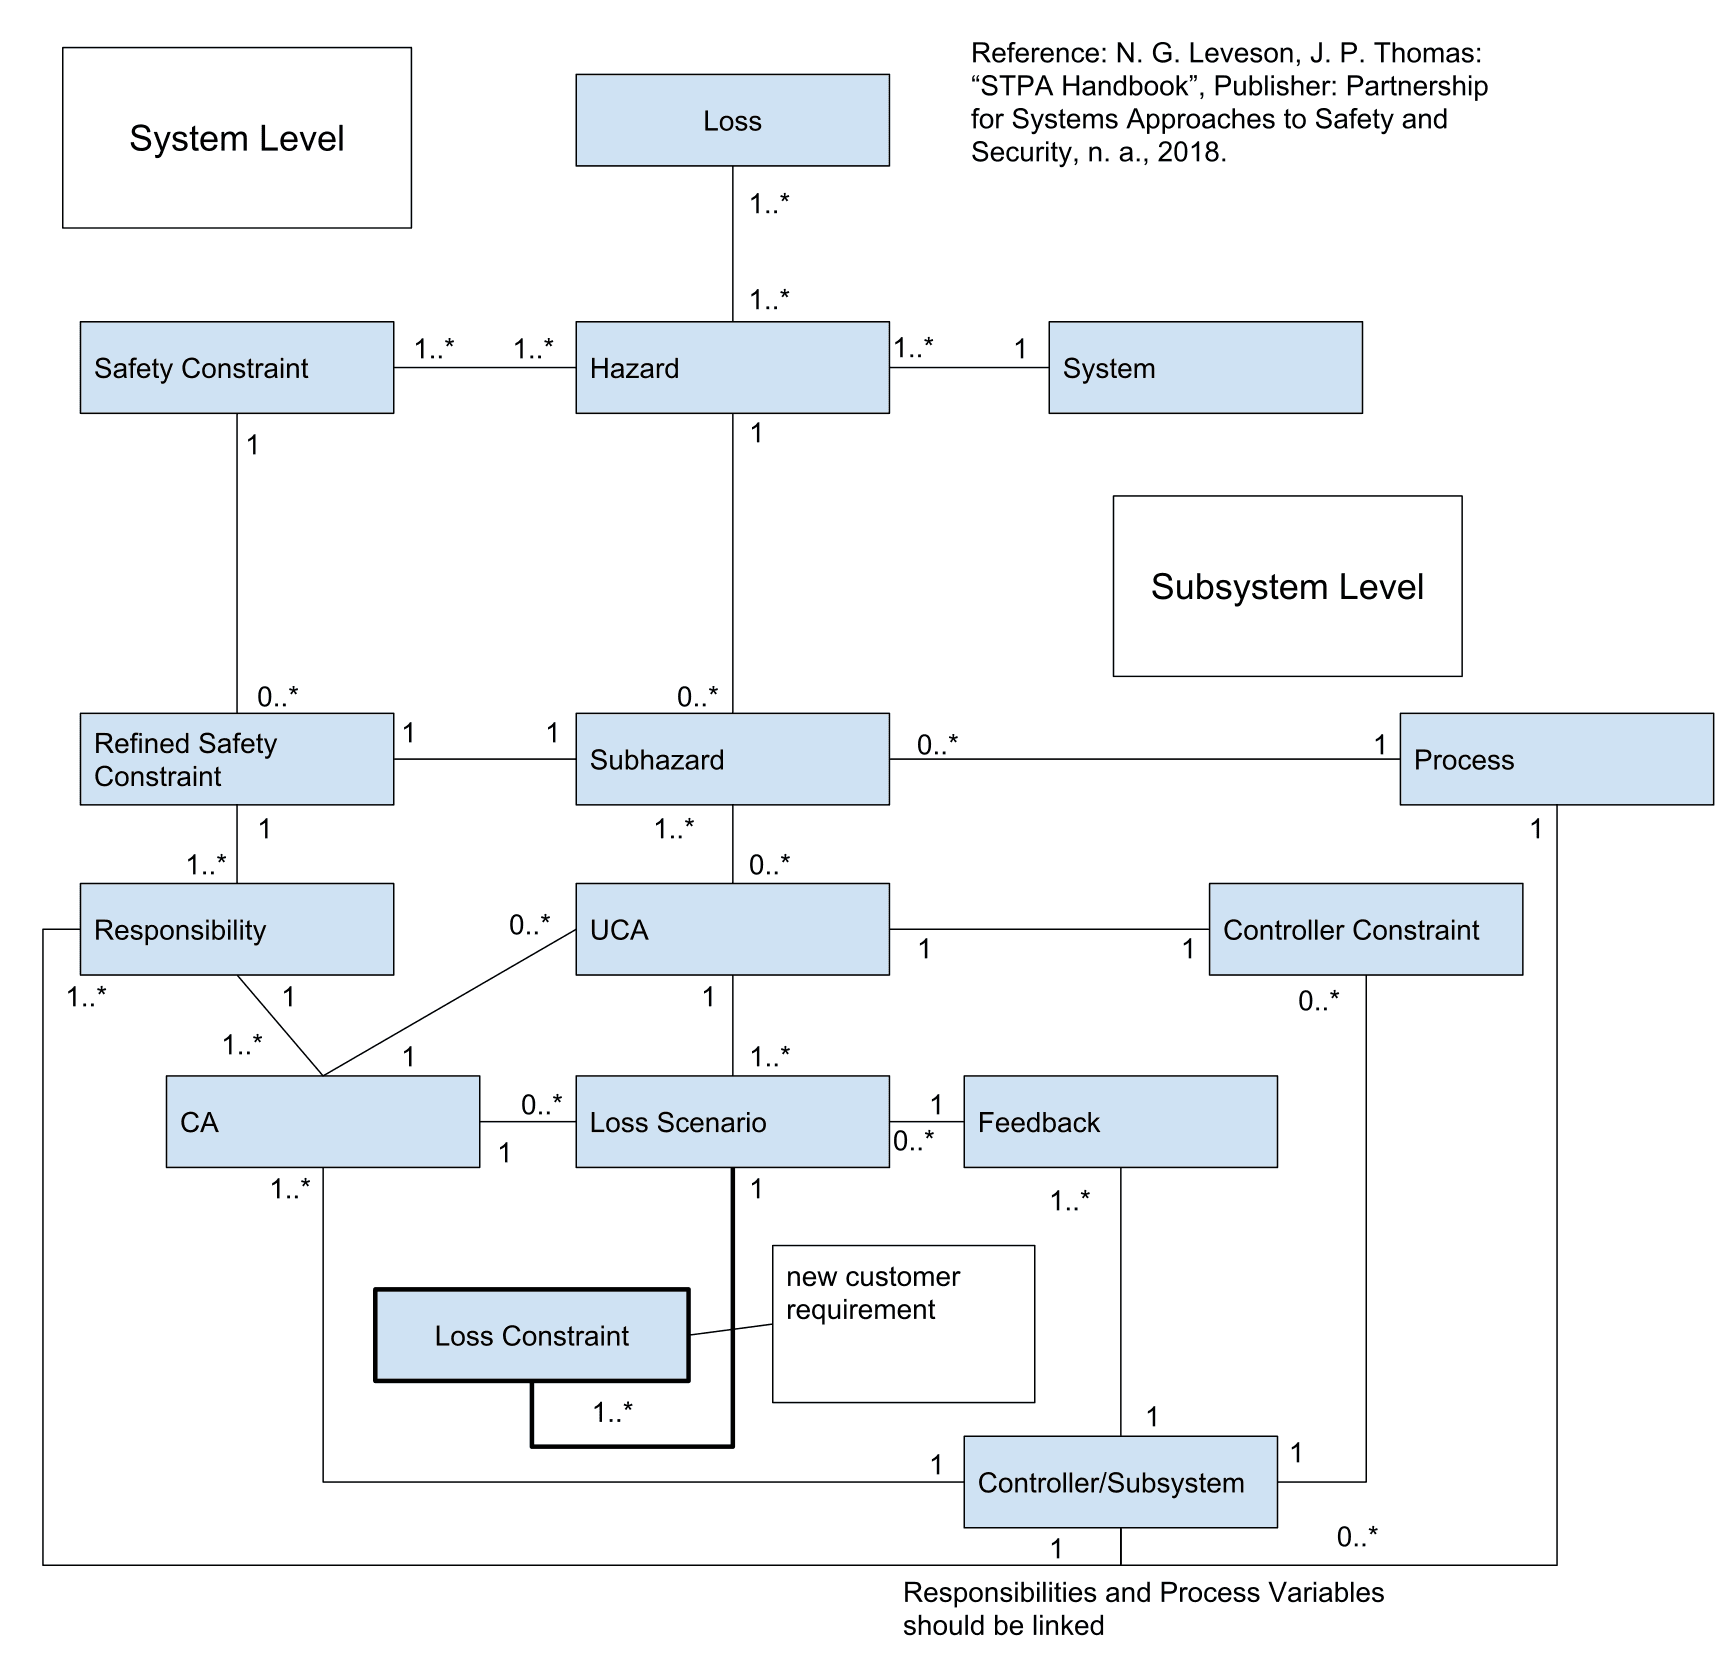 System Level
Loss
Reference: N. G. Leveson, J. P. Thomas:
“STPA Handbook”, Publisher: Partnership
for Systems Approaches to Safety and
Security, n. a., 2018.
1..*
1..*
Safety Constraint
1..*
1..*
Hazard
1..*
1
System
1
1
Subsystem Level
0..*
0..*
Refined Safety
Constraint
1
1
Subhazard
0..*
1
Process
1
1..*
1
1..*
0..*
Responsibility
0..*
UCA
1
1
Controller Constraint
1..*
1
1
0..*
1..*
1
1..*
CA
0..*
1
Loss Scenario
1
0..*
Feedback
1..*
1
1..*
new customer
requirement
Loss Constraint
1..*
1
1
1
Controller/Subsystem
1
0..*
Responsibilities and Process Variables
should be linked